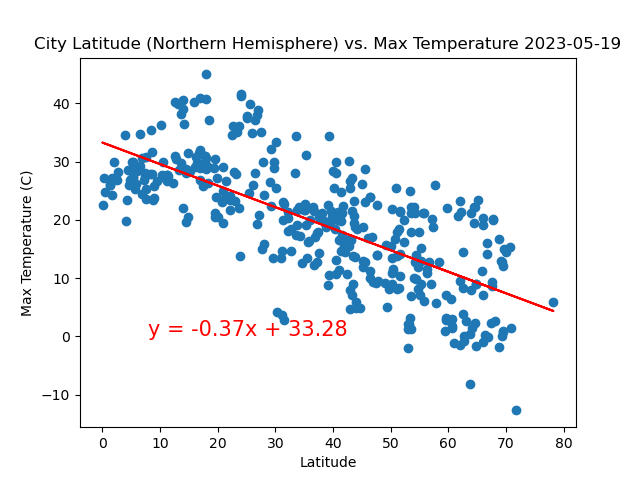 City Latitude (Northern Hemisphere) vs. Max Temperature 2023-05-19
Max Temperature (C)
40
30
20
10
0
−10
y = -0.37x + 33.28
0 10 20 30 40 50 60 70 80
Latitude